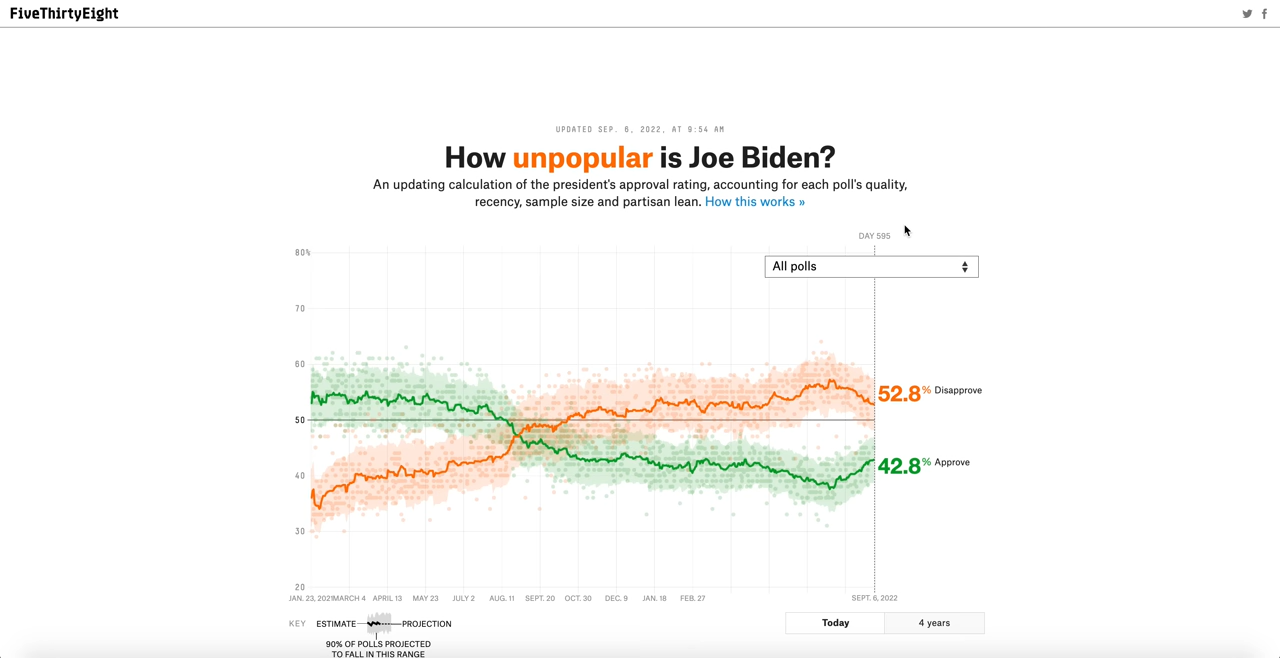 FiveThirtyEight
UPDATED SEP. 6, 2022, AT 9:54 AM
How unpopular is Joe Biden?
An updating calculation of the president's approval rating, accounting for each poll's quality,
recency, sample size and partisan lean. How this works »
DAY 595
All polls
80%
70
60
50
40
30
20
52.8% Disapprove
42.8% Approve
JAN. 23, 2021 MARCH 4 APRIL 13 MAY 23 JULY 2 AUG. 11 SEPT. 20 OCT. 30 DEC. 9 JAN. 18 FEB. 27 SEPT. 6, 2022
KEY ESTIMATE PROJECTION
90% OF POLLS PROJECTED
TO FALL IN THIS RANGE
Today 4 years